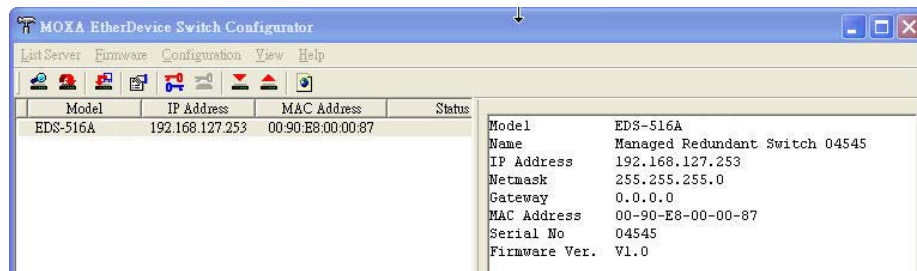 MOXA EtherDevice Switch Configurator
List Server Firmware Configuration View Help
Model IP Address MAC Address Status
EDS-516A 192.168.127.253 00:90:E8:00:00:87
Model EDS-516A
Name Managed Redundant Switch 04545
IP Address 192.168.127.253
Netmask 255.255.255.0
Gateway 0.0.0.0
MAC Address 00-90-E8-00-00-87
Serial No 04545
Firmware Ver. V1.0